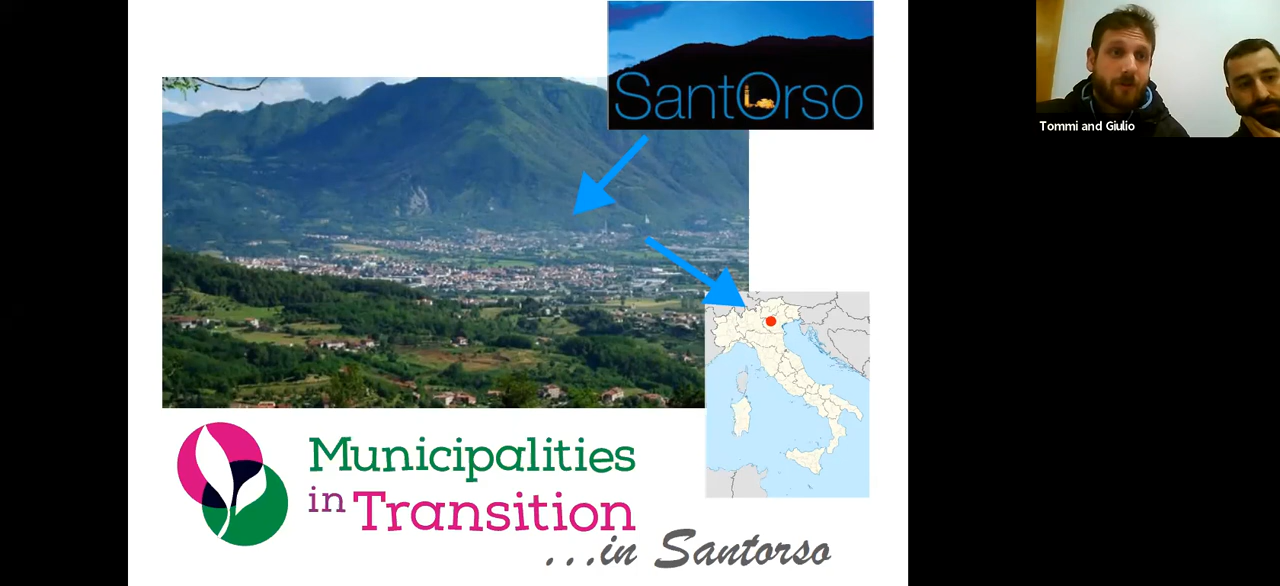 SantOrso
Tommi and Giulio
Municipalities
in Transition
...in Santorso